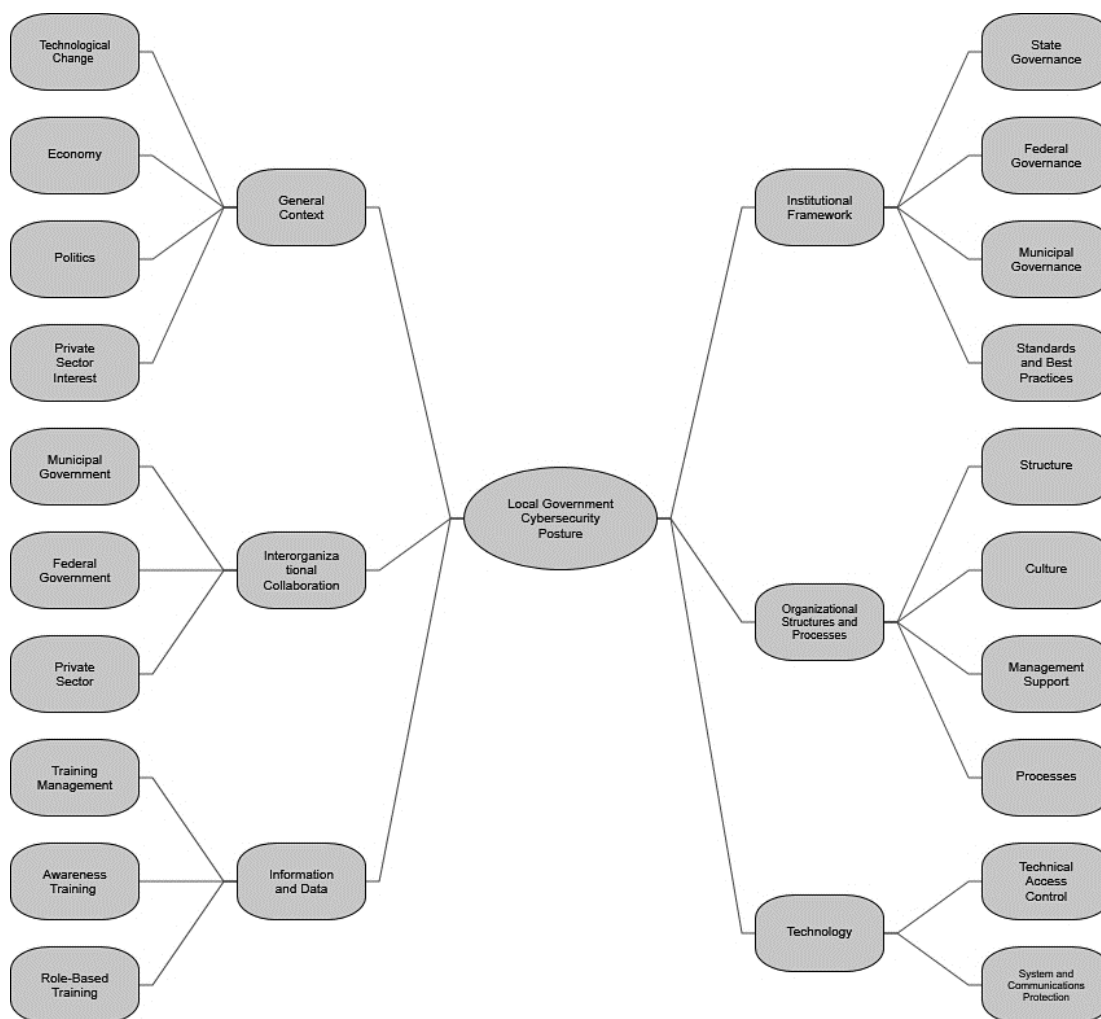 Technological
Change
Economy
Politics
Private
Sector
Interest
General
Context
Municipal
Government
Federal
Government
Private
Sector
Interorganiza
tional
Collaboration
Training
Management
Awareness
Training
Role-Based
Training
Information
and Data
Local Government
Cybersecurity
Posture
Institutional
Framework
State
Governance
Federal
Governance
Municipal
Governance
Standards
and Best
Practices
Organizational
Structures and
Processes
Structure
Culture
Management
Support
Processes
Technology
Technical
Access
Control
System and
Communications
Protection